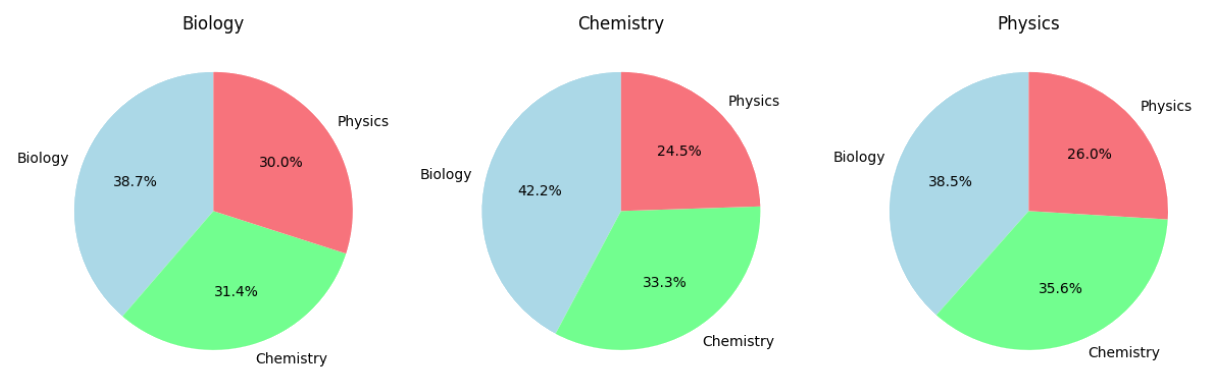 Biology
Chemistry
Physics
Physics
30.0%
Biology
38.7%
31.4%
Chemistry
Physics
24.5%
Biology
42.2%
33.3%
Chemistry
Physics
26.0%
Biology
38.5%
35.6%
Chemistry